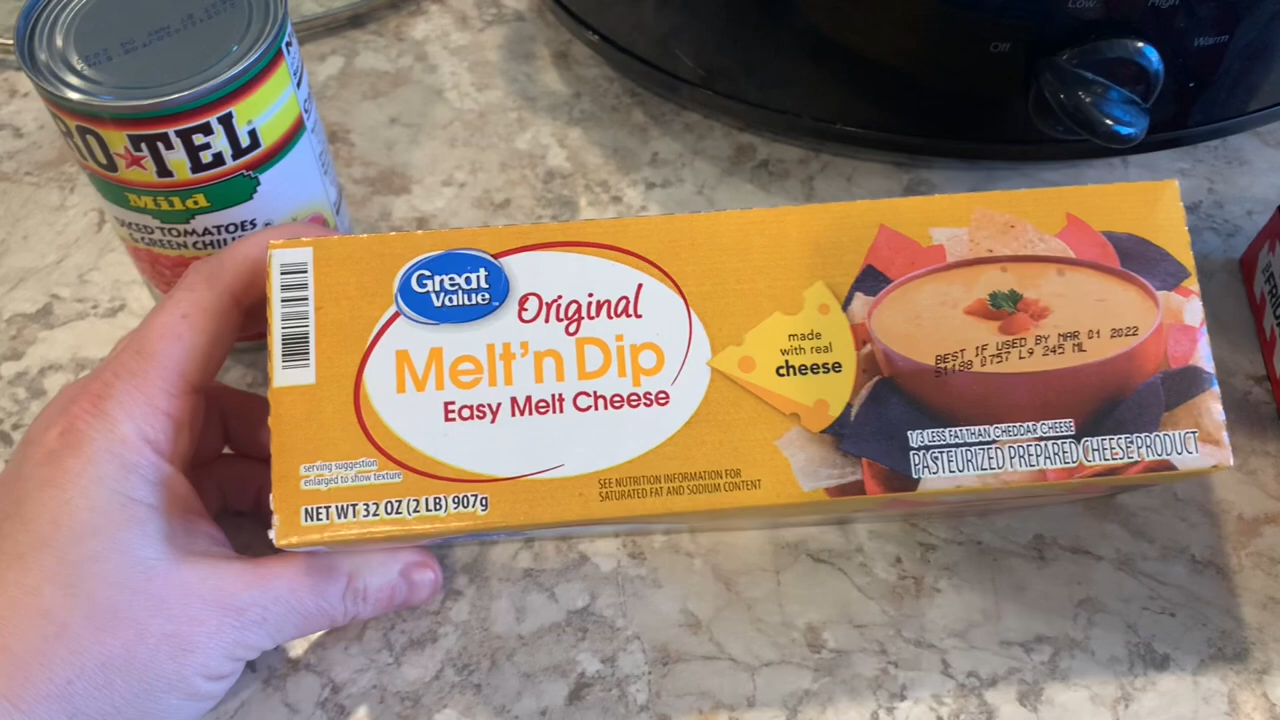 Low
High
Off
Warm
RO★TEL
Mild
DICED TOMATOES
& GREEN CHILIES
Great
Value
Original
Melt'n Dip
Easy Melt Cheese
made
with real
cheese
BEST IF USED BY MAR 01 2022
S1188 0757 L9 245 ML
1/3 LESS FAT THAN CHEDDAR CHEESE
PASTEURIZED PREPARED CHEESE PRODUCT
serving suggestion
enlarged to show texture
SEE NUTRITION INFORMATION FOR
SATURATED FAT AND SODIUM CONTENT
NET WT 32 OZ (2 LB) 907g